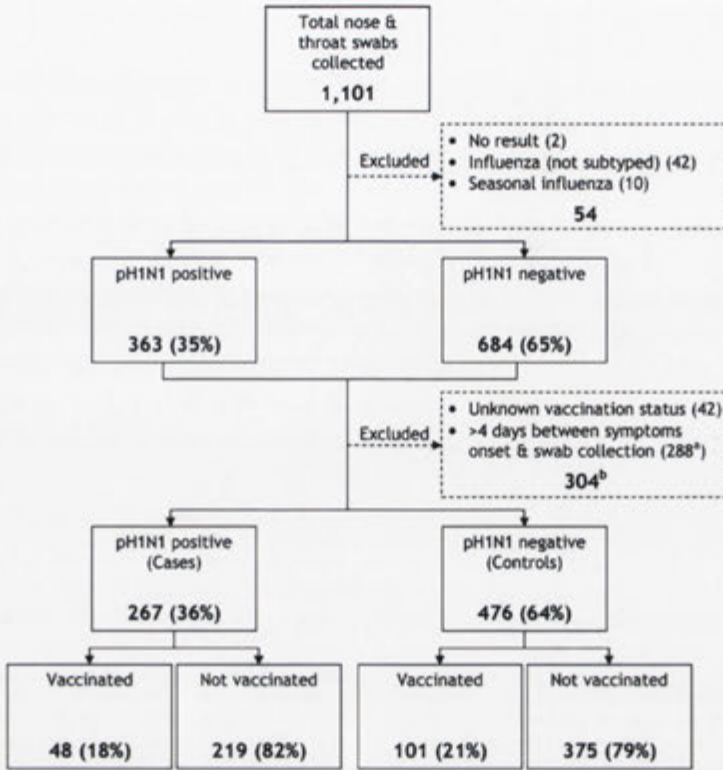 Total nose &
throat swabs
collected
1,101
Excluded
• No result (2)
• Influenza (not subtyped) (42)
• Seasonal influenza (10)
54
pH1N1 positive
363 (35%)
pH1N1 negative
684 (65%)
Excluded
• Unknown vaccination status (42)
• >4 days between symptoms
onset & swab collection (288ª)
304ᵇ
pH1N1 positive
(Cases)
267 (36%)
pH1N1 negative
(Controls)
476 (64%)
Vaccinated
48 (18%)
Not vaccinated
219 (82%)
Vaccinated
101 (21%)
Not vaccinated
375 (79%)